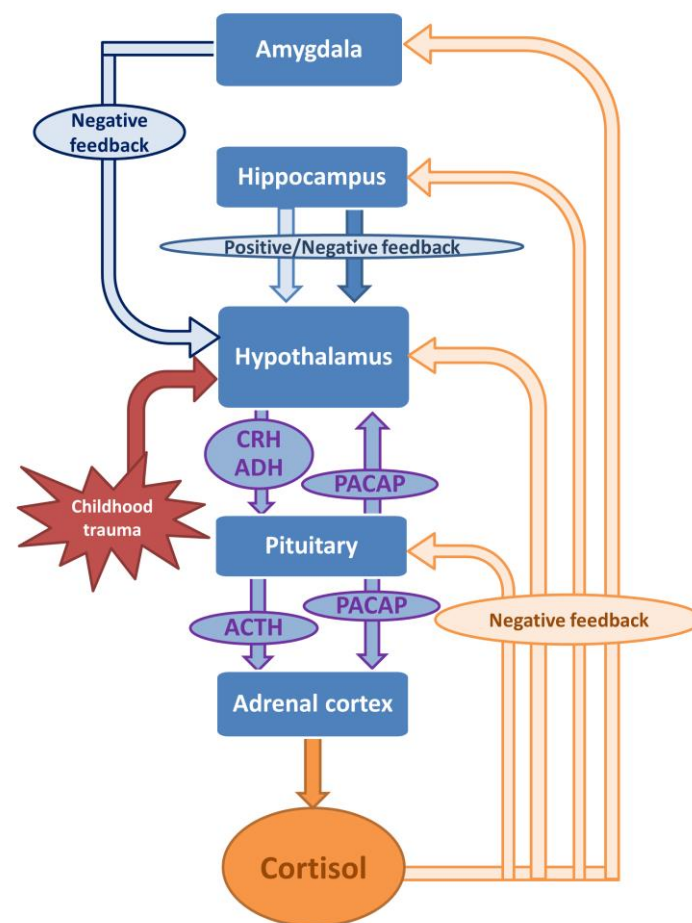 Amygdala
Negative
feedback
Hippocampus
Positive/Negative feedback
Hypothalamus
CRH
ADH
PACAP
Childhood
trauma
Pituitary
PACAP
ACTH
Negative feedback
Adrenal cortex
Cortisol